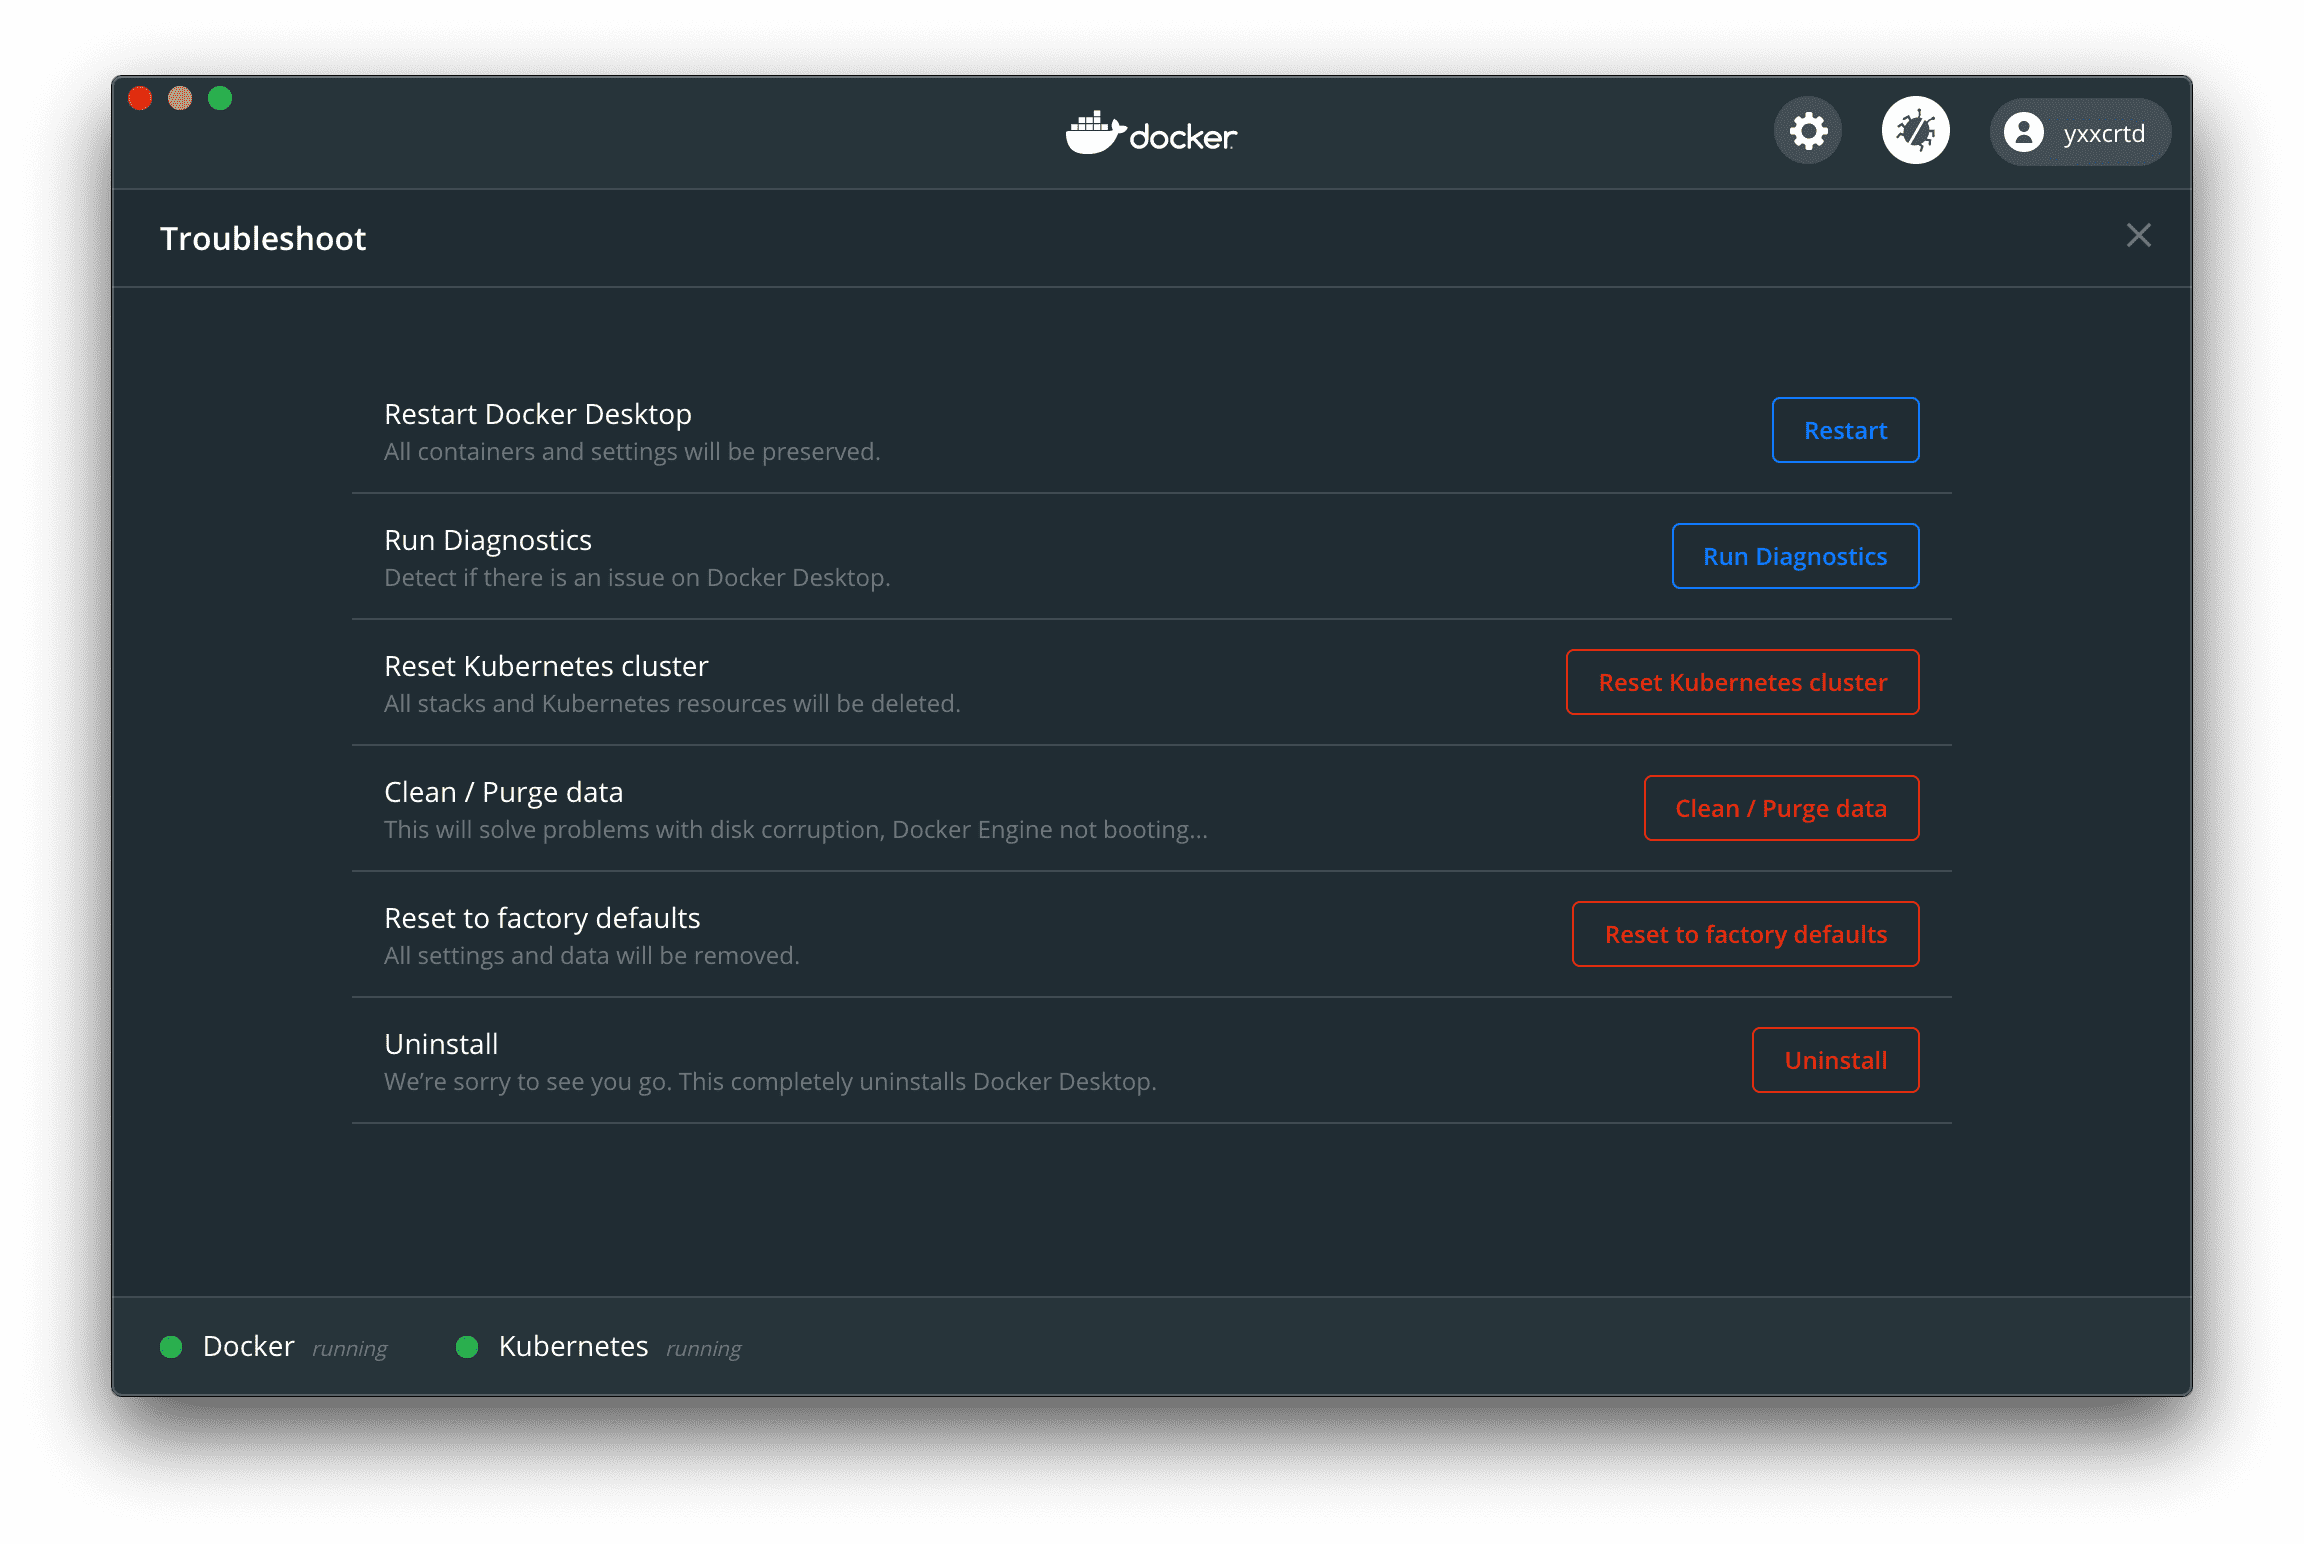 docker
yxxcrtd
Troubleshoot
Restart Docker Desktop
All containers and settings will be preserved.
Restart
Run Diagnostics
Detect if there is an issue on Docker Desktop.
Run Diagnostics
Reset Kubernetes cluster
All stacks and Kubernetes resources will be deleted.
Reset Kubernetes cluster
Clean / Purge data
This will solve problems with disk corruption, Docker Engine not booting...
Clean / Purge data
Reset to factory defaults
All settings and data will be removed.
Reset to factory defaults
Uninstall
We’re sorry to see you go. This completely uninstalls Docker Desktop.
Uninstall
Docker running
Kubernetes running